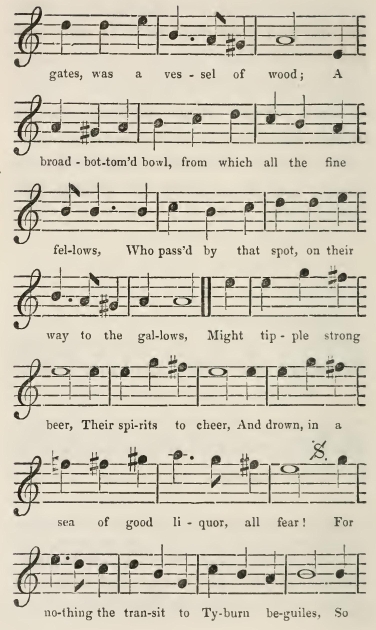 gates, was a ves - sel of wood; A
broad - bot-tom'd bowl, from which all the fine
fel-lows, Who pass'd by that spot, on their
way to the gal-lows, Might tip - ple strong
beer, Their spi-rits to cheer, And drown, in a
sea of good li - quor, all fear! For
no-thing the tran-sit to Ty-burn be-guiles, So